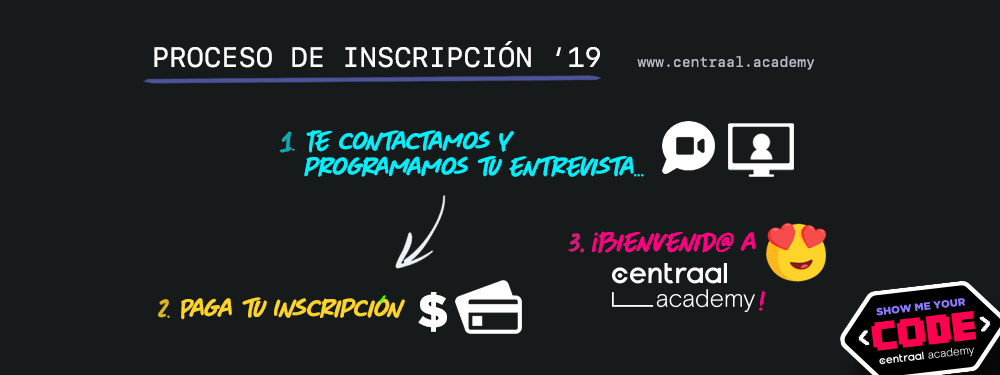 PROCESO DE INSCRIPCIÓN ‘19
www.centraal.academy
1. TE CONTACTAMOS Y
PROGRAMAMOS TU ENTREVISTA...
3. ¡BIENVENID@ A
centraal
academy!
2. PAGA TU INSCRIPCIÓN
$
SHOW ME YOUR
<CODE>
centraal academy